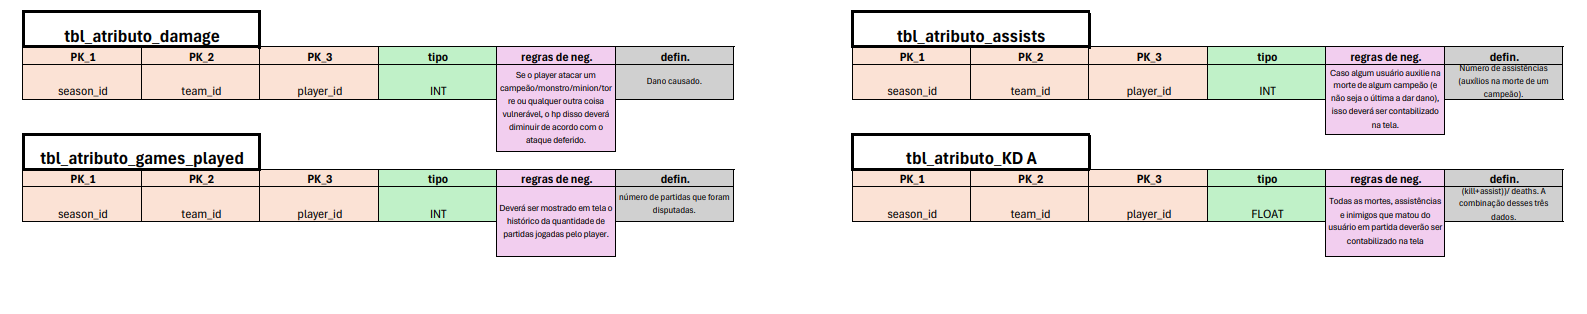 tbl_atributo_damage
PK_1 PK_2 PK_3 tipo regras de neg. defin.
season_id team_id player_id INT
Se o player atacar um
campeão/monstro/minion/tor
re ou qualquer outra coisa
vulnerável, o hp disso deverá
diminuir de acordo com o
ataque deferido.
Dano causado.
tbl_atributo_assists
PK_1 PK_2 PK_3 tipo regras de neg. defin.
season_id team_id player_id INT
Caso algum usuário auxilie na
morte de algum campeão (e
não seja o última a dar dano),
isso deverá ser contabilizado
na tela.
Número de assistências
(auxílios na morte de um
campeão).
tbl_atributo_games_played
PK_1 PK_2 PK_3 tipo regras de neg. defin.
season_id team_id player_id INT
Deverá ser mostrado em tela o
histórico da quantidade de
partidas jogadas pelo player.
número de partidas que foram
disputadas.
tbl_atributo_KD A
PK_1 PK_2 PK_3 tipo regras de neg. defin.
season_id team_id player_id FLOAT
Todas as mortes, assistências
e inimigos que matou do
usuário em partida deverão ser
contabilizado na tela
(kill+assist))/ deaths. A
combinação desses três
dados.